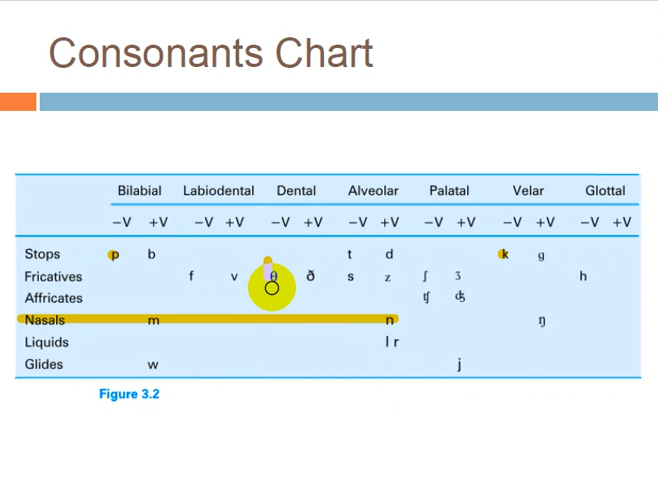 Consonants Chart
Bilabial Labiodental Dental Alveolar Palatal Velar Glottal
−V +V −V +V −V +V −V +V −V +V −V +V −V +V
Stops p b t d k g
Fricatives f v θ ð s z ʃ ʒ h
Affricates ʧ ʤ
Nasals m n ŋ
Liquids l r
Glides w j
Figure 3.2